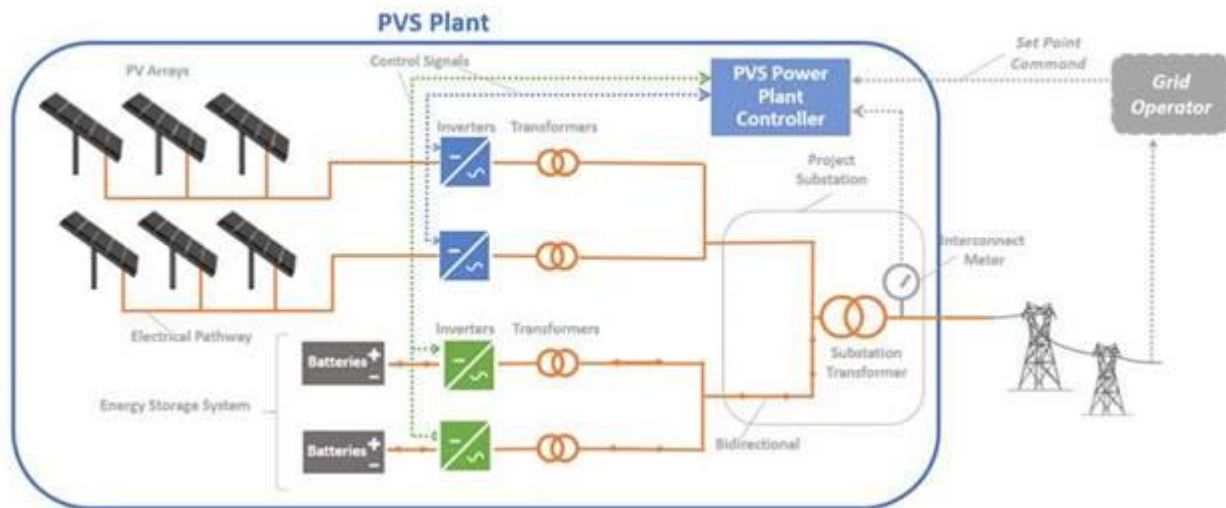 PVS Plant
PV Arrays
Control Signals
PVS Power
Plant
Controller
Set Point
Command
Grid
Operator
Inverters
Transformers
Project
Substation
Interconnect
Meter
Electrical Pathway
Inverters
Transformers
Batteries + -
Substation
Transformer
Energy Storage System
Batteries + -
Bidirectional